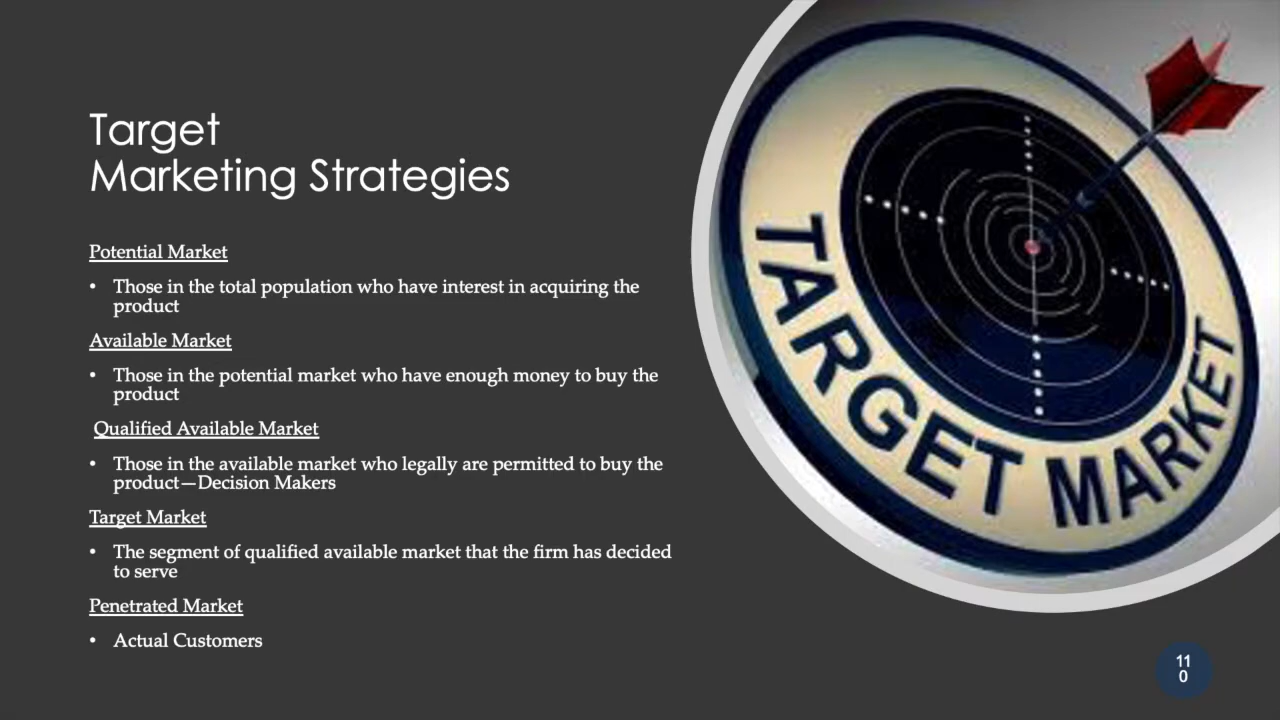 Target
Marketing Strategies
Potential Market
• Those in the total population who have interest in acquiring the
product
Available Market
• Those in the potential market who have enough money to buy the
product
Qualified Available Market
• Those in the available market who legally are permitted to buy the
product—Decision Makers
Target Market
• The segment of qualified available market that the firm has decided
to serve
Penetrated Market
• Actual Customers
TARGET MARKET
11
0